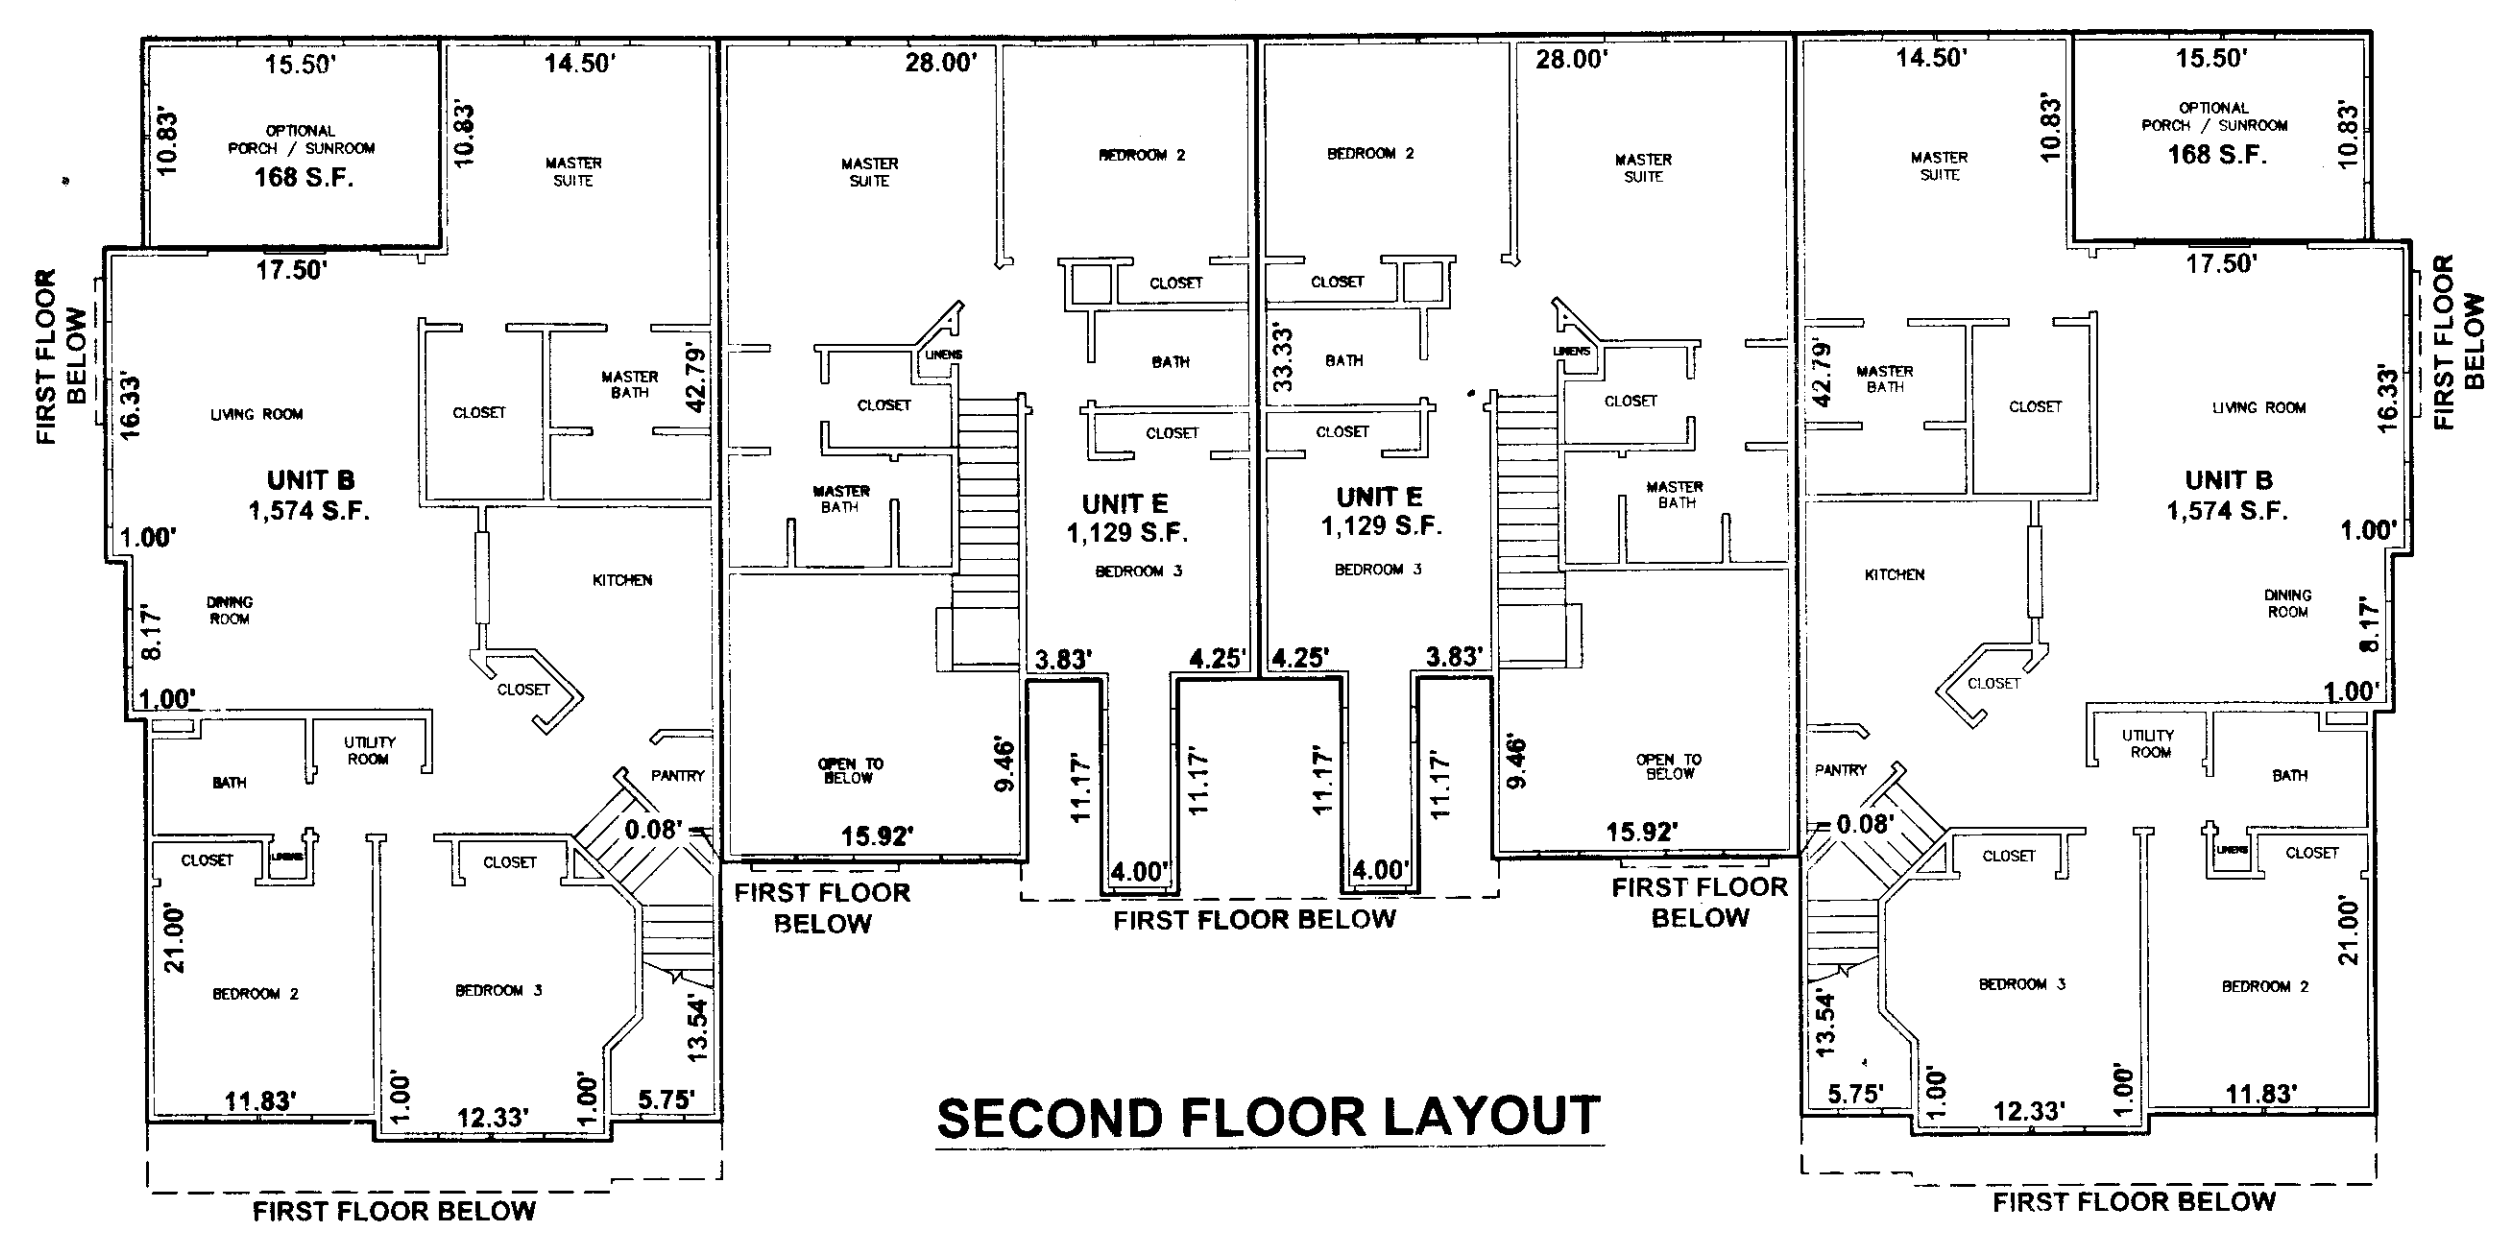 15.50'
14.50'
28.00'
28.00'
14.50'
15.50'
10.83'
OPTIONAL
PORCH / SUNROOM
168 S.F.
10.83'
MASTER
SUITE
MASTER
SUITE
BEDROOM 2
BEDROOM 2
MASTER
SUITE
MASTER
SUITE
10.83'
OPTIONAL
PORCH / SUNROOM
168 S.F.
10.83'
FIRST FLOOR
BELOW
17.50'
16.33'
LIVING ROOM
CLOSET
MASTER
BATH
42.79'
UNIT B
1,574 S.F.
1.00'
KITCHEN
DINING
ROOM
8.17'
1.00'
CLOSET
UTILITY
ROOM
BATH
PANTRY
0.08'
CLOSET
LINENS
CLOSET
21.00'
BEDROOM 2
BEDROOM 3
13.54'
11.83'
1.00'
12.33'
1.00'
5.75'
FIRST FLOOR BELOW
LINENS
CLOSET
MASTER
BATH
CLOSET
BATH
CLOSET
UNIT E
1,129 S.F.
BEDROOM 3
3.83'
4.25'
OPEN TO
BELOW
9.46'
11.17'
11.17'
15.92'
4.00'
FIRST FLOOR
BELOW
CLOSET
33.33'
BATH
LINENS
CLOSET
CLOSET
MASTER
BATH
UNIT E
1,129 S.F.
BEDROOM 3
4.25'
3.83'
11.17'
11.17'
9.46'
OPEN TO
BELOW
4.00'
15.92'
FIRST FLOOR BELOW
FIRST FLOOR
BELOW
17.50'
FIRST FLOOR
BELOW
42.79'
MASTER
BATH
CLOSET
LIVING ROOM
16.33'
UNIT B
1,574 S.F.
1.00'
KITCHEN
DINING
ROOM
8.17'
1.00'
CLOSET
UTILITY
ROOM
BATH
PANTRY
0.08'
CLOSET
LINENS
CLOSET
21.00'
BEDROOM 3
BEDROOM 2
13.54'
5.75'
1.00'
12.33'
1.00'
11.83'
FIRST FLOOR BELOW
SECOND FLOOR LAYOUT